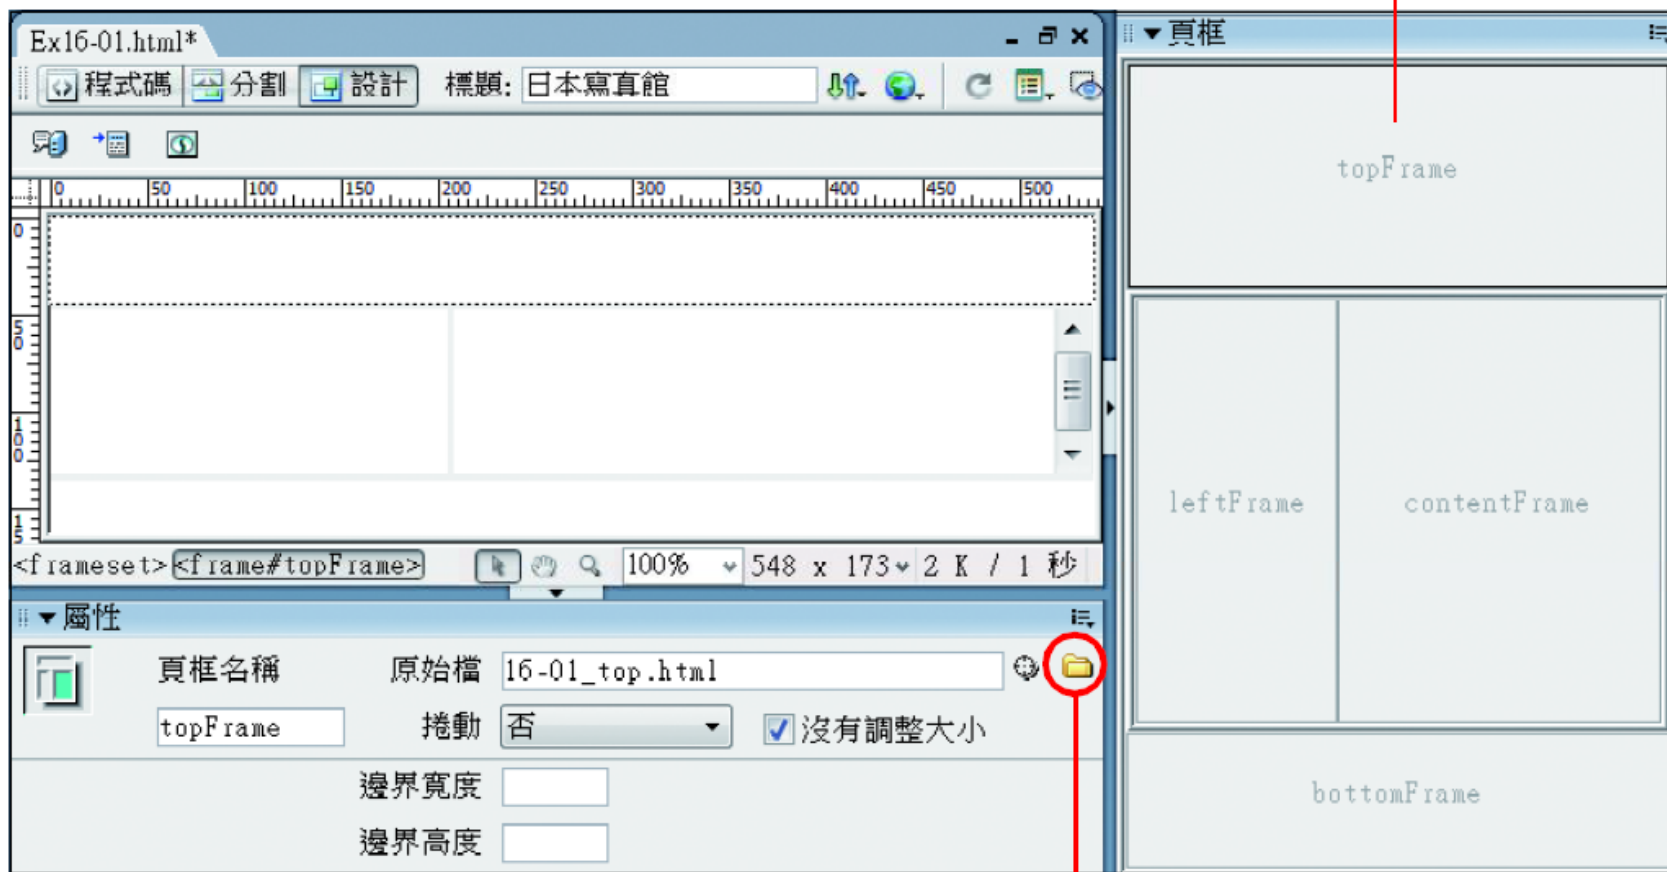 Ex16-01.html*
程式碼 分割 設計 標題: 日本寫真館
0 50 100 150 200 250 300 350 400 450 500
0
50
100
15
<frameset> <frame#topFrame> 100% 548 x 173 2 K / 1 秒
屬性
頁框名稱 原始檔 16-01_top.html
topFrame 捲動 否 沒有調整大小
邊界寬度
邊界高度
頁框
topFrame
leftFrame contentFrame
bottomFrame